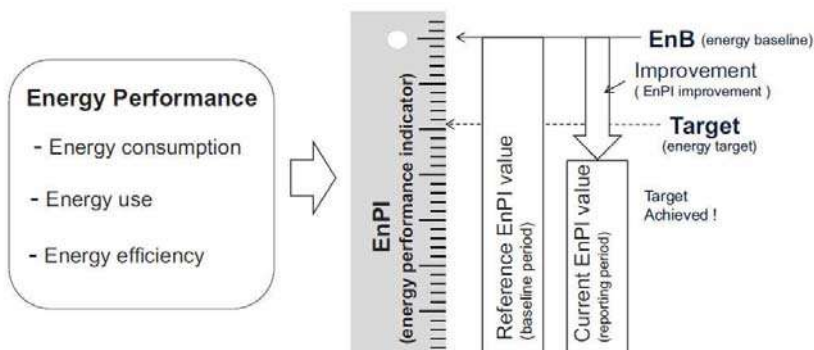 Energy Performance
- Energy consumption
- Energy use
- Energy efficiency
EnPI
(energy performance indicator)
Reference EnPI value
(baseline period)
Current EnPI value
(reporting period)
EnB (energy baseline)
Improvement
( EnPI improvement )
Target
(energy target)
Target
Achieved !